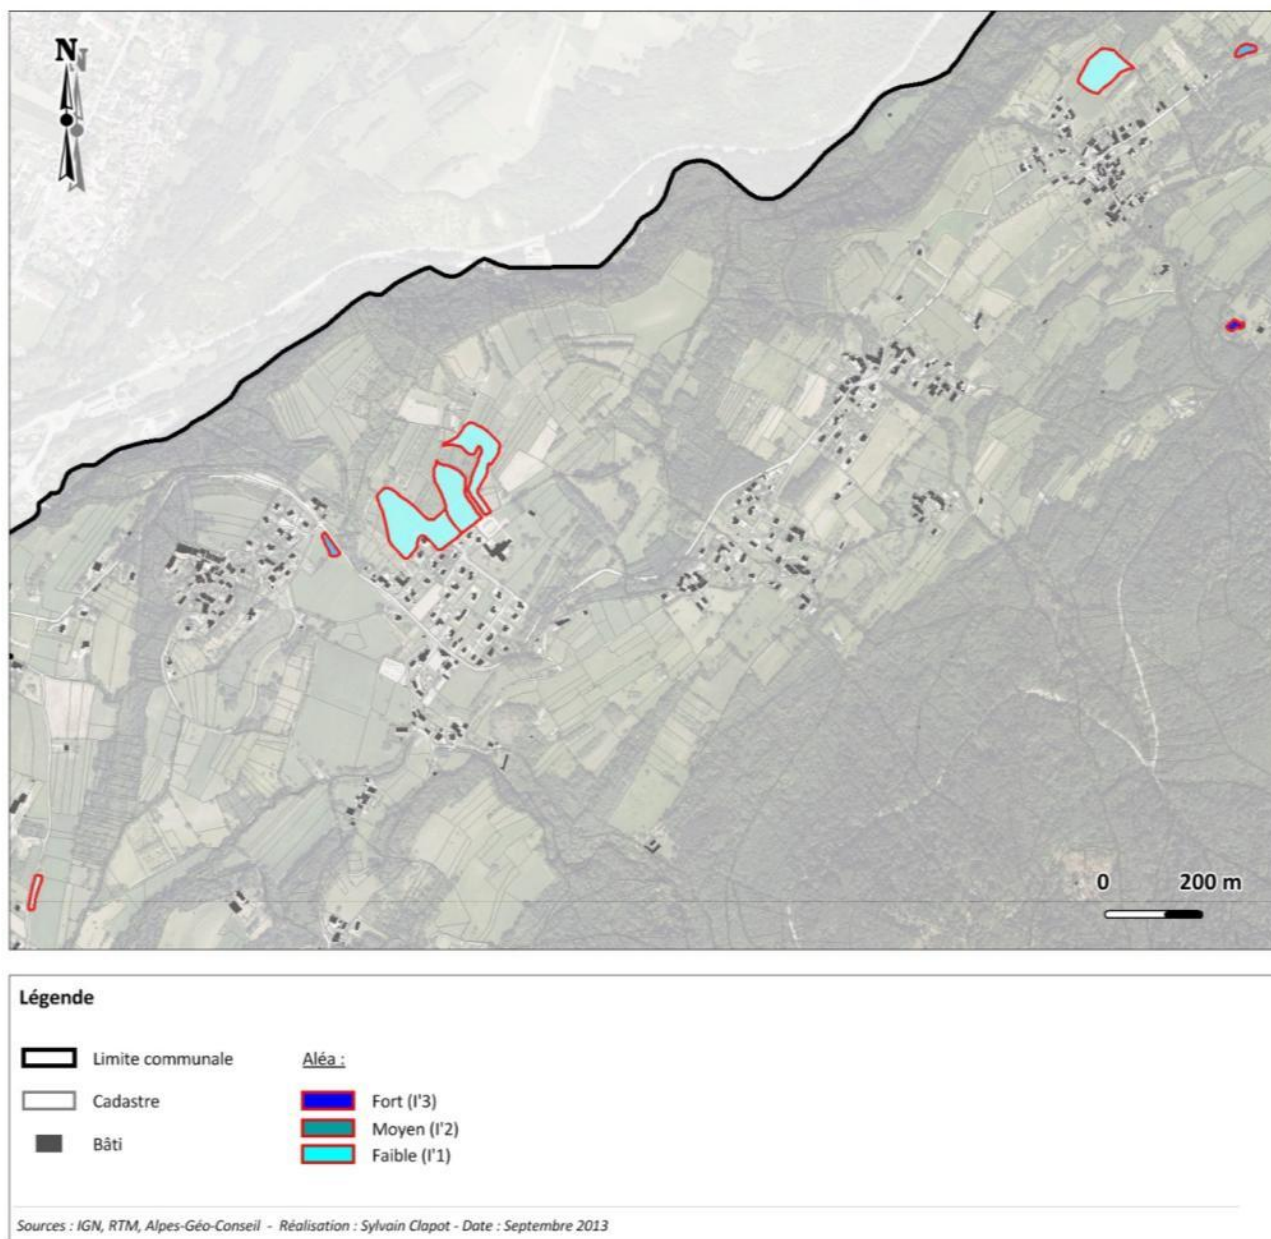 N
0 200 m
Légende
Limite communale
Aléa :
Cadastre
Fort (I'3)
Moyen (I'2)
Bâti
Faible (I'1)
Sources : IGN, RTM, Alpes-Géo-Conseil - Réalisation : Sylvain Clapot - Date : Septembre 2013